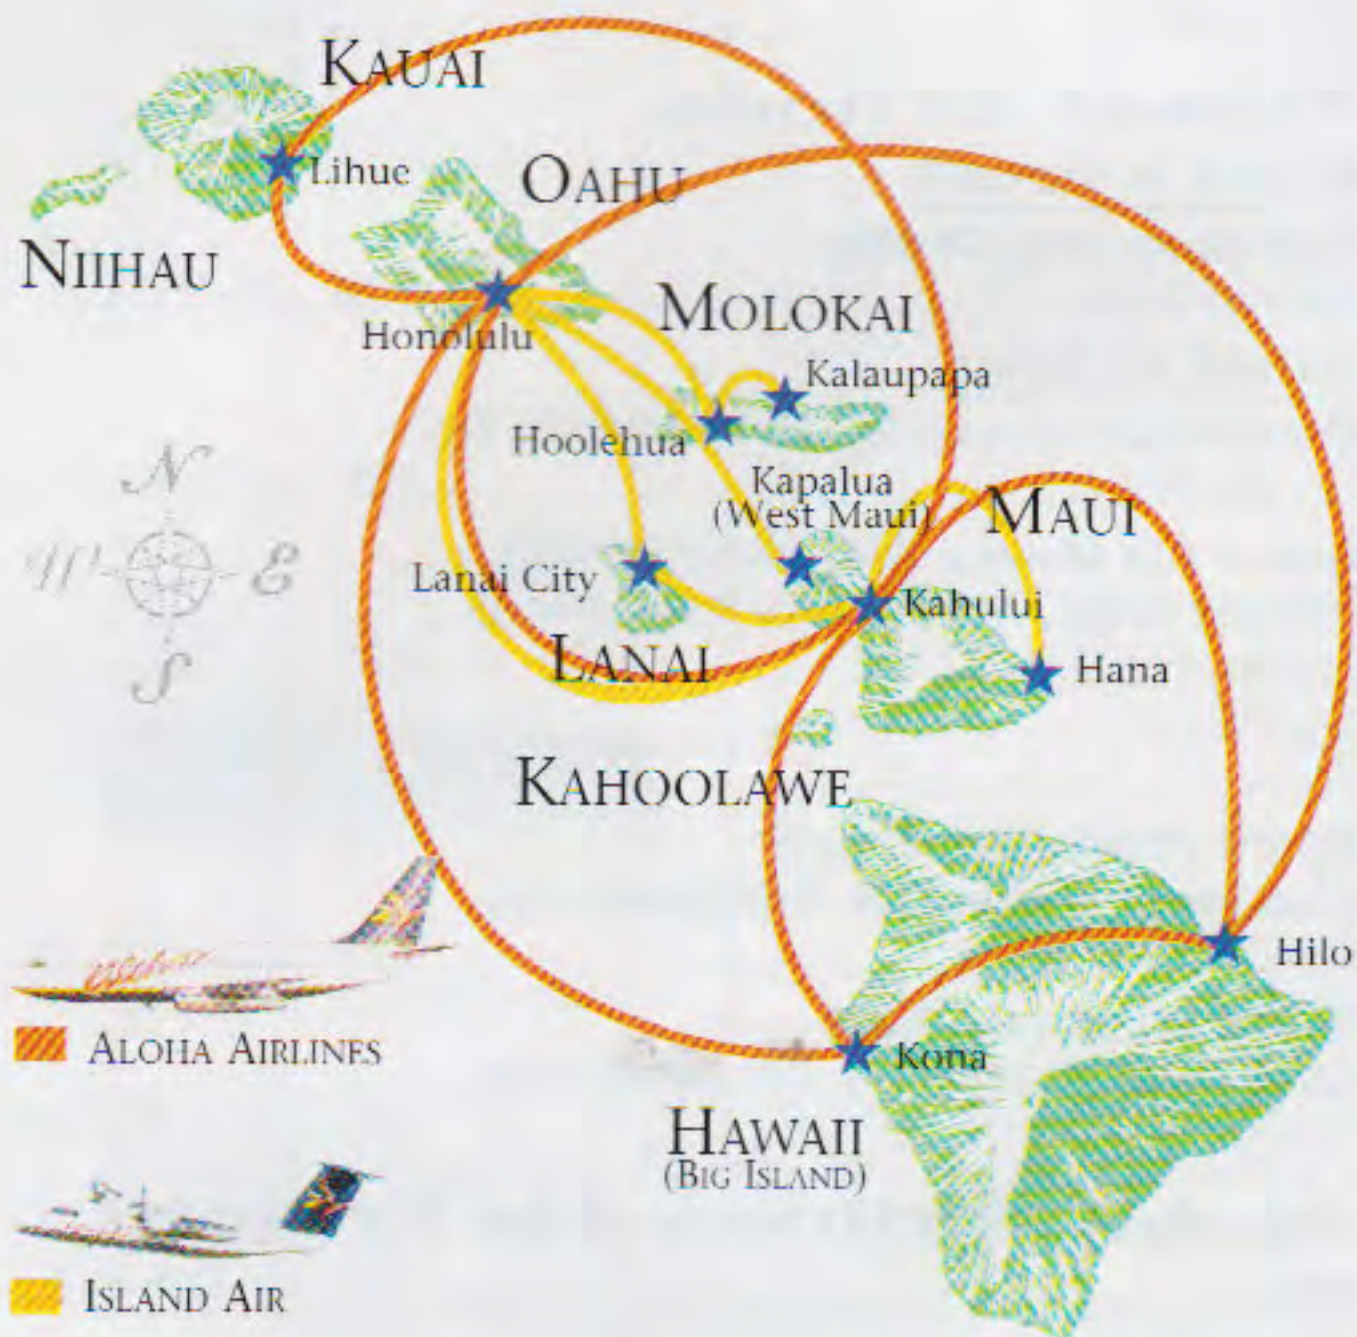 KAUAI
Lihue
OAHU
NIIHAU
MOLOKAI
Honolulu
Kalaupapa
Hoolehua
N
W
E
S
Kapalua
(West Maui)
MAUI
Lanai City
Kahului
LANAI
Hana
KAHOOLAWE
Aloha
Hilo
ALOHA AIRLINES
Kona
HAWAII
(BIG ISLAND)
ISLAND AIR